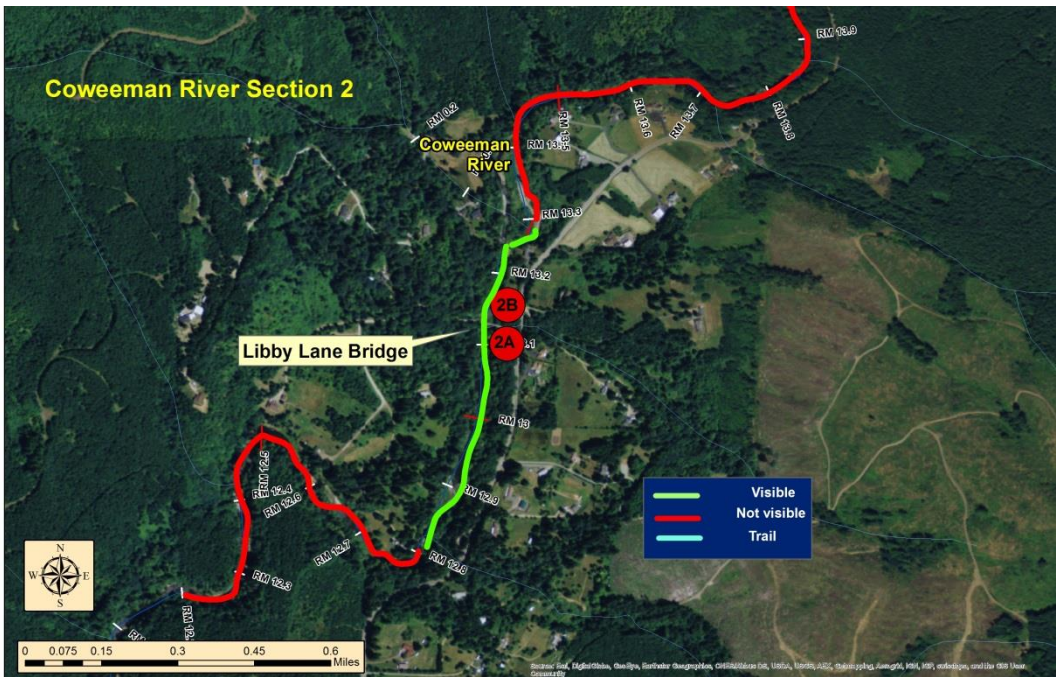 Coweeman River Section 2
RM 13.9
RM 0.2
Coweeman
River
RM 13.5
RM 13.6
RM 13.7
RM 13.8
RM 13.3
RM 13.2
2B
2A
Libby Lane Bridge
RM 13
RM 12.5
RM 12.4
RM 12.6
RM 12.9
RM 12.7
RM 12.8
RM 12.3
Visible
Not visible
Trail
N
W E
S
0 0.075 0.15 0.3 0.45 0.6
Miles